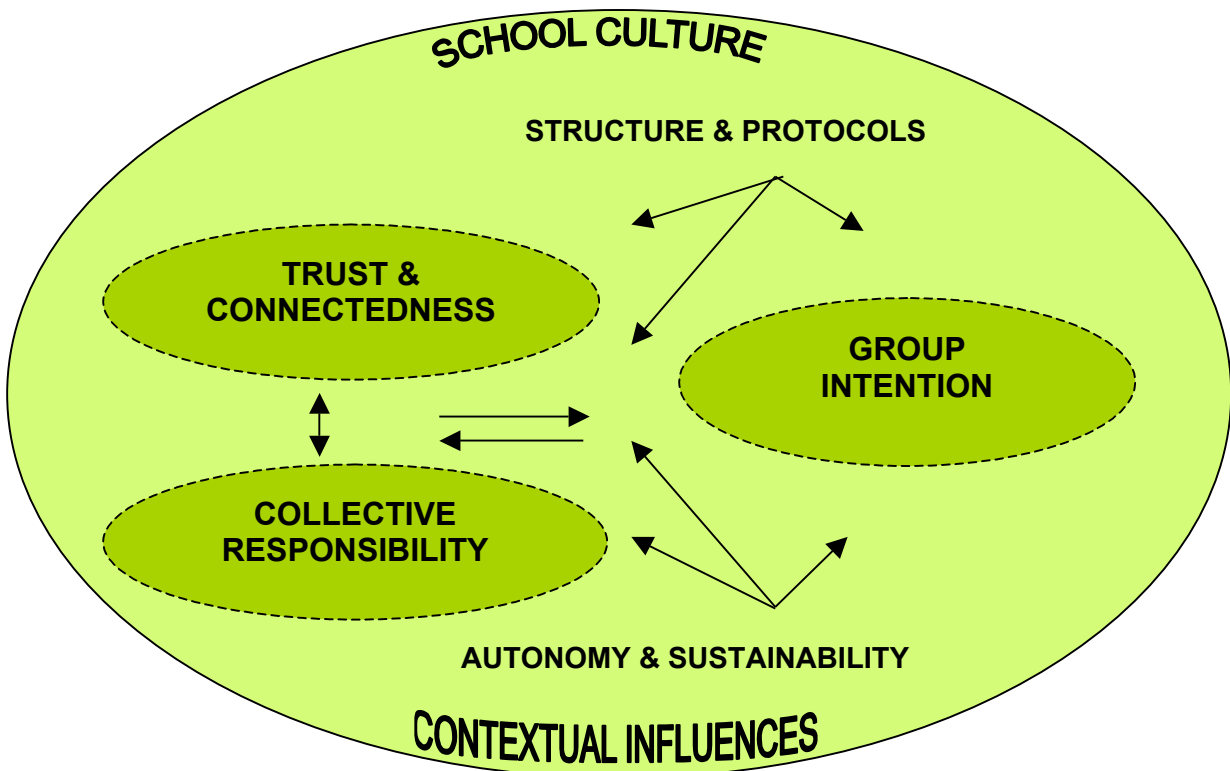 SCHOOL CULTURE
STRUCTURE & PROTOCOLS
TRUST &
CONNECTEDNESS
GROUP
INTENTION
COLLECTIVE
RESPONSIBILITY
AUTONOMY & SUSTAINABILITY
CONTEXTUAL INFLUENCES